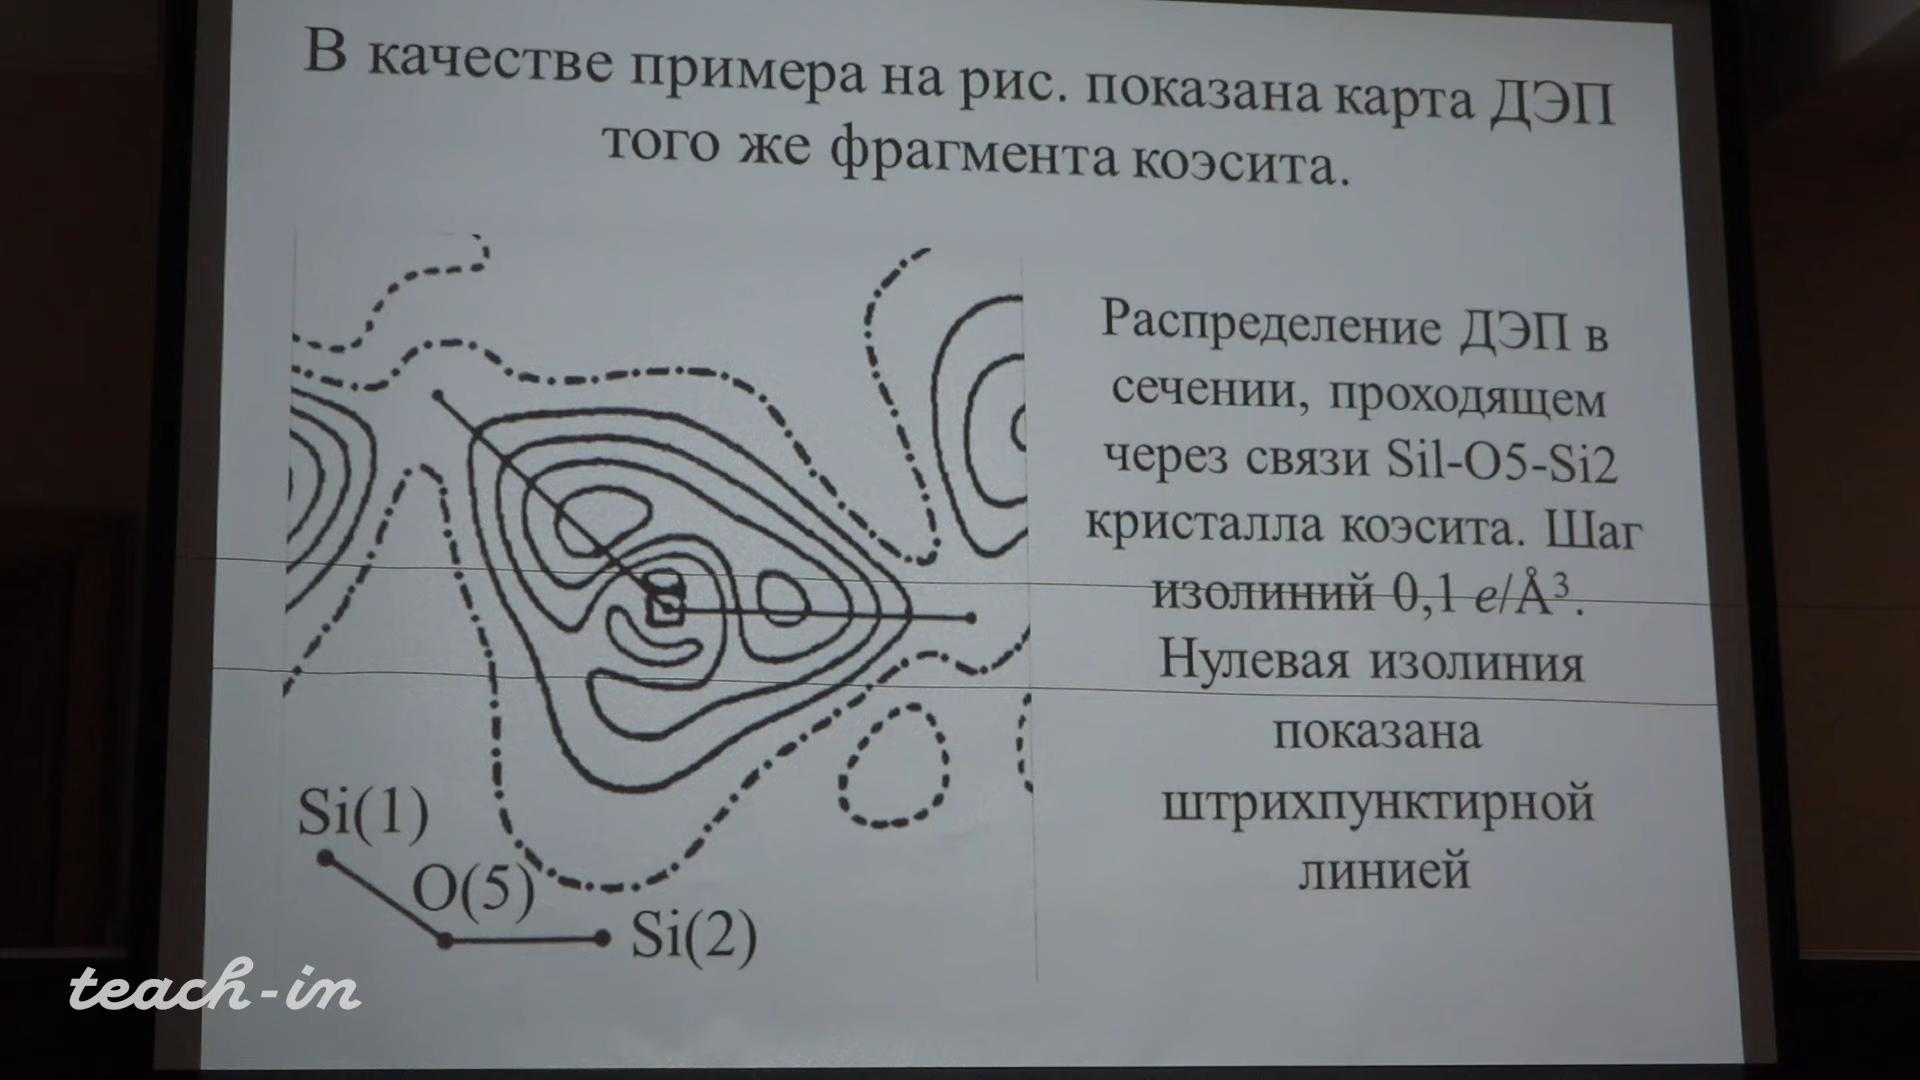 В качестве примера на рис. показана карта ДЭП
того же фрагмента коэсита.
Распределение ДЭП в
сечении, проходящем
через связи Sil-O5-Si2
кристалла коэсита. Шаг
изолиний 0,1 e/Å³.
Нулевая изолиния
показана
штрихпунктирной
линией
Si(1)
O(5)
Si(2)
teach-in